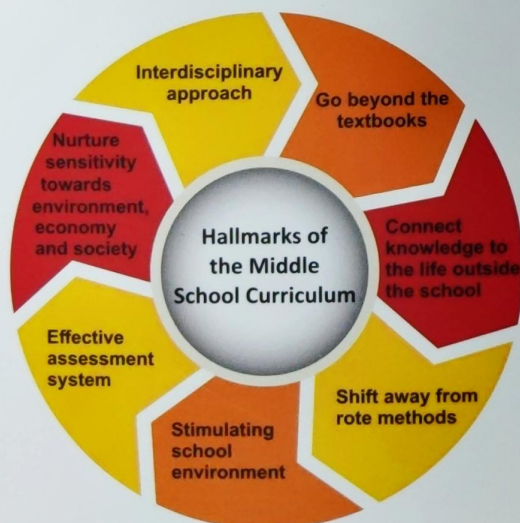 Hallmarks of
the Middle
School Curriculum
Interdisciplinary
approach
Go beyond the
textbooks
Connect
knowledge to
the life outside
the school
Shift away from
rote methods
Stimulating
school
environment
Effective
assessment
system
Nurture
sensitivity
towards
environment,
economy
and society